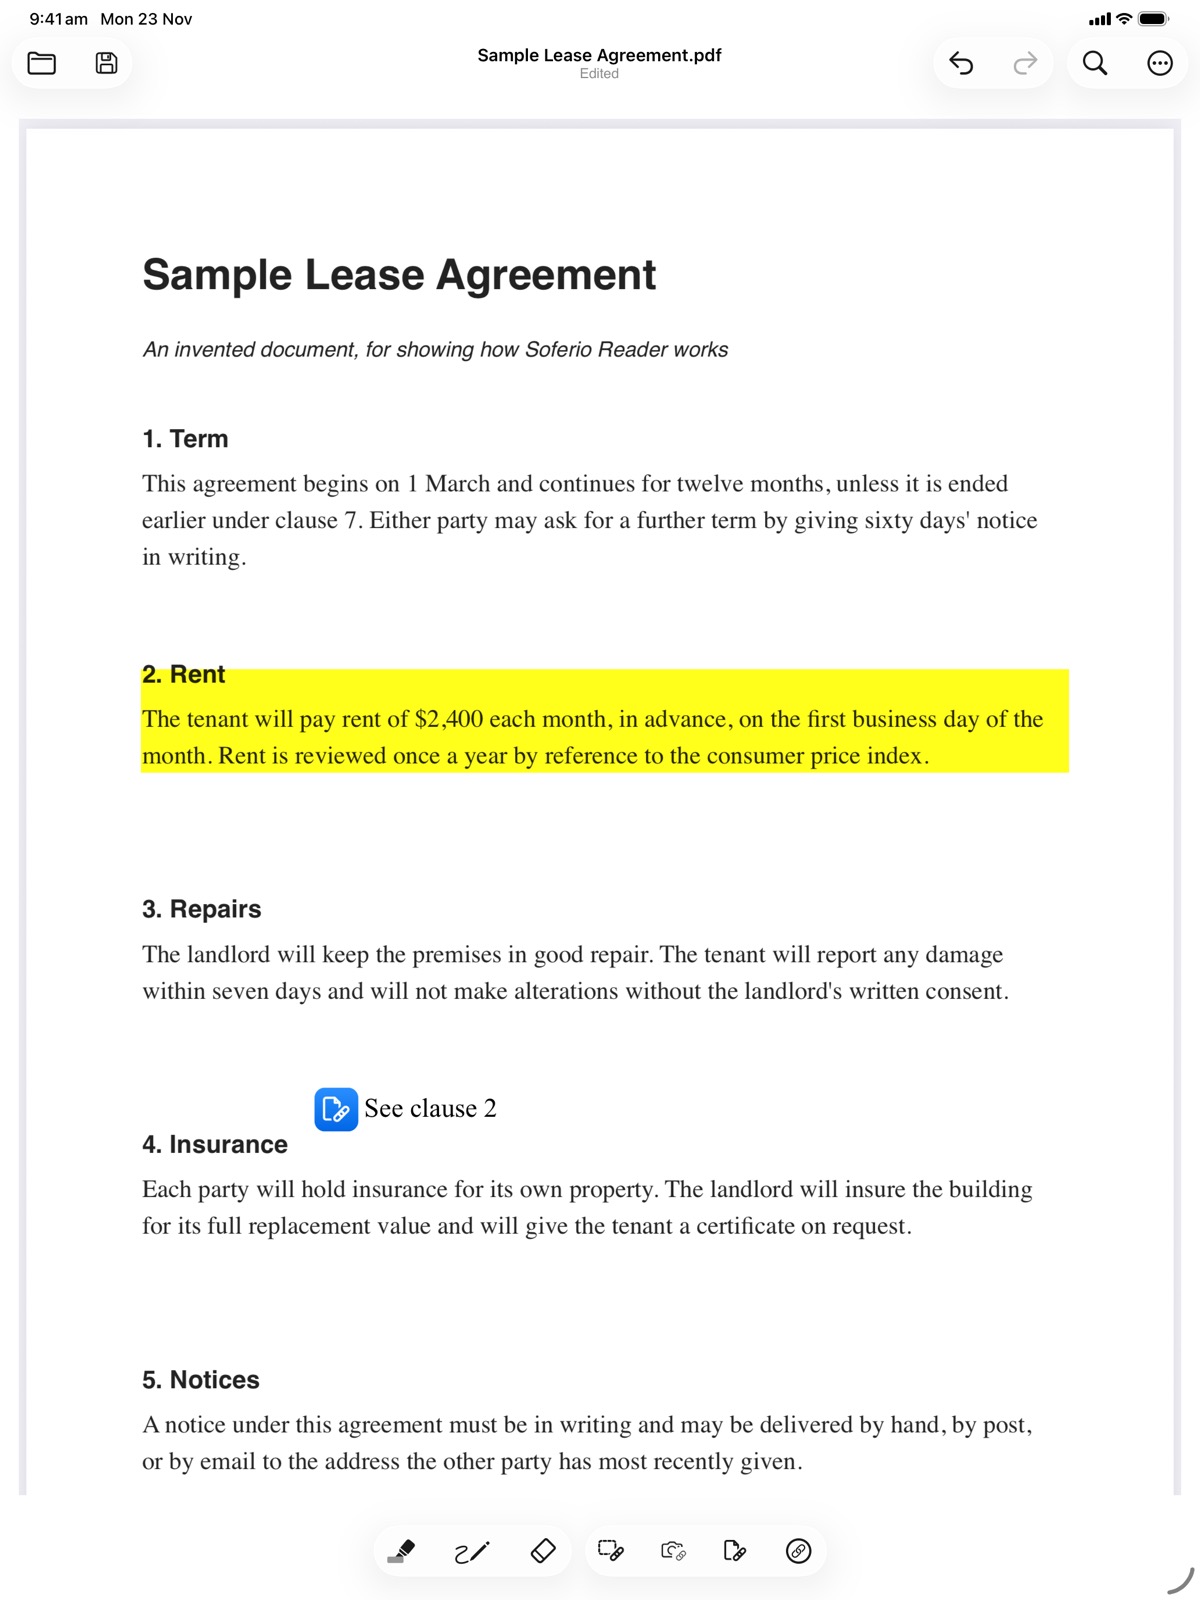 9:41am Mon 23 Nov
Sample Lease Agreement.pdf
Edited
Sample Lease Agreement
An invented document, for showing how Soferio Reader works
1. Term
This agreement begins on 1 March and continues for twelve months, unless it is ended
earlier under clause 7. Either party may ask for a further term by giving sixty days' notice
in writing.
2. Rent
The tenant will pay rent of $2,400 each month, in advance, on the first business day of the
month. Rent is reviewed once a year by reference to the consumer price index.
3. Repairs
The landlord will keep the premises in good repair. The tenant will report any damage
within seven days and will not make alterations without the landlord's written consent.
See clause 2
4. Insurance
Each party will hold insurance for its own property. The landlord will insure the building
for its full replacement value and will give the tenant a certificate on request.
5. Notices
A notice under this agreement must be in writing and may be delivered by hand, by post,
or by email to the address the other party has most recently given.